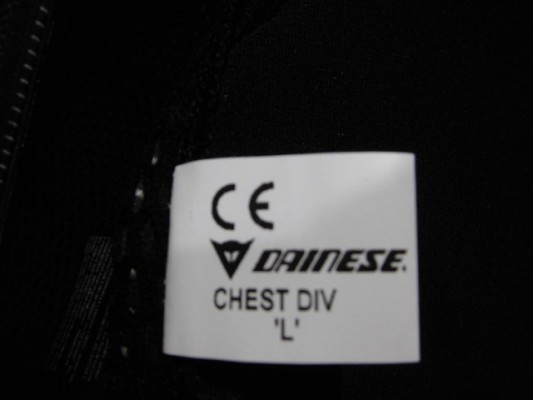 CE
DAINESE.
CHEST DIV
'L'